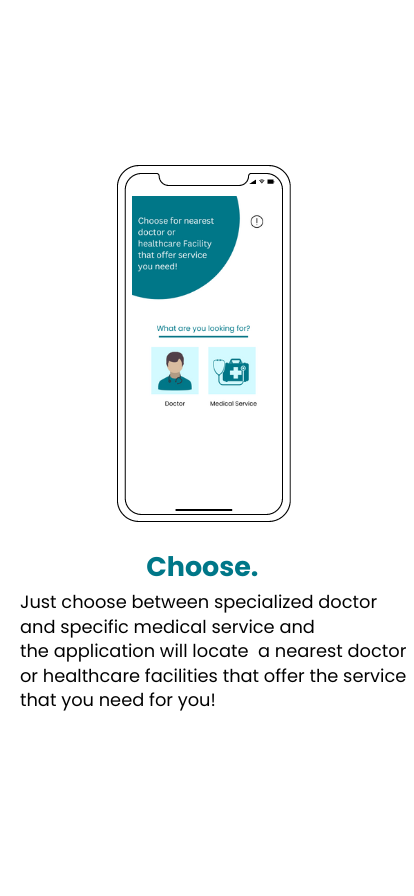 Choose for nearest
doctor or
healthcare Facility
that offer service
you need!
What are you looking for?
Doctor
Medical Service
Choose.
Just choose between specialized doctor
and specific medical service and
the application will locate  a nearest doctor
or healthcare facilities that offer the service
that you need for you!